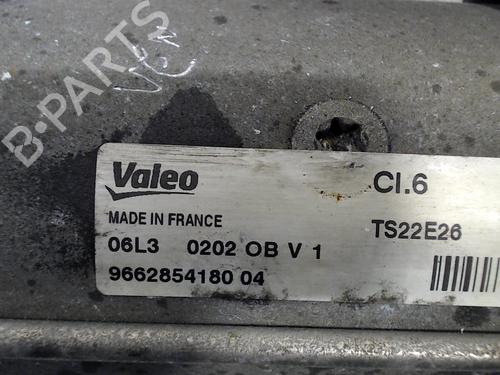 B-PARTS
Valeo
Cl.6
MADE IN FRANCE
TS22E26
06L3 0202 OB V 1
9662854180 04